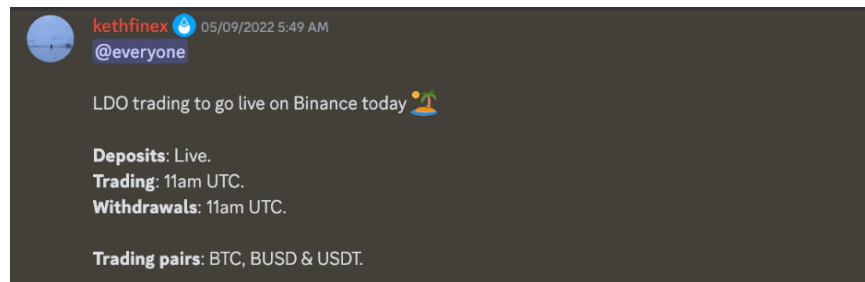 kethfinex 05/09/2022 5:49 AM
@everyone
LDO trading to go live on Binance today 🏝️
Deposits: Live.
Trading: 11am UTC.
Withdrawals: 11am UTC.
Trading pairs: BTC, BUSD & USDT.